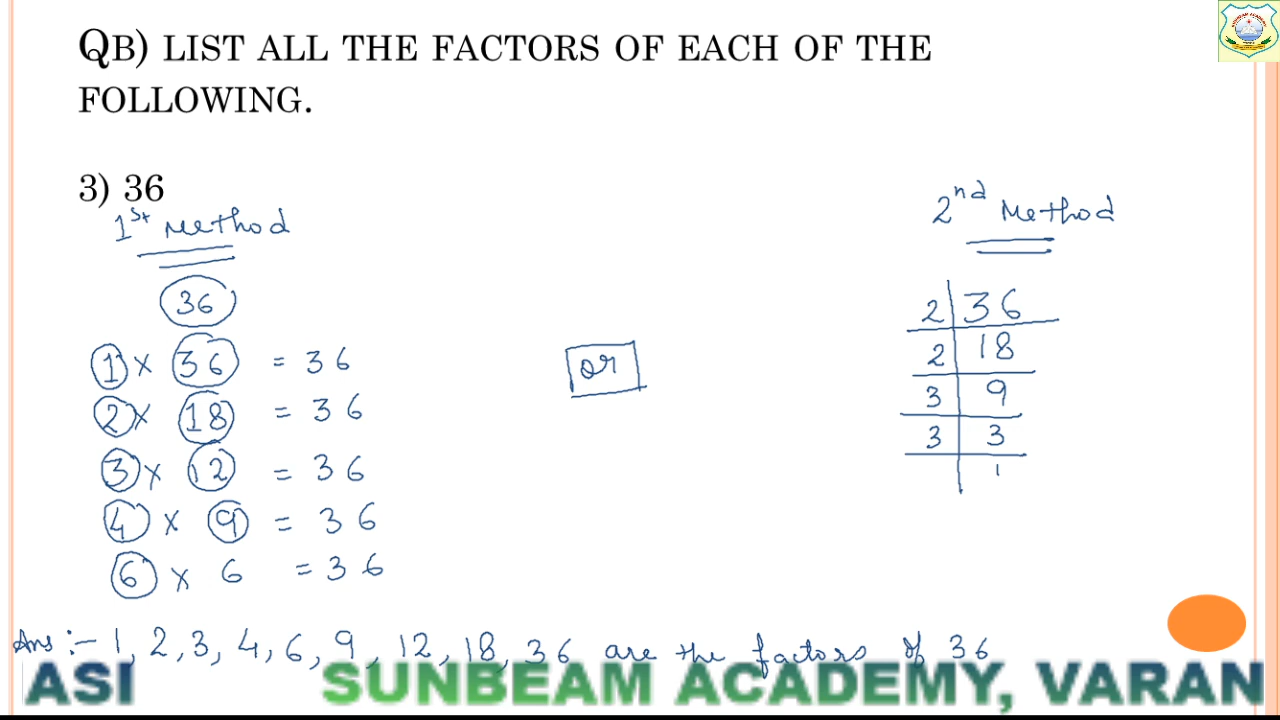 QB) LIST ALL THE FACTORS OF EACH OF THE
FOLLOWING.
3) 36
1st Method
36
1 × 36 = 36
2 × 18 = 36
3 × 12 = 36
4 × 9 = 36
6 × 6 = 36
or
2nd Method
2 36
2 18
3 9
3 3
1
Ans :- 1, 2, 3, 4, 6, 9, 12, 18, 36 are the factors of 36
ASI SUNBEAM ACADEMY, VARAN